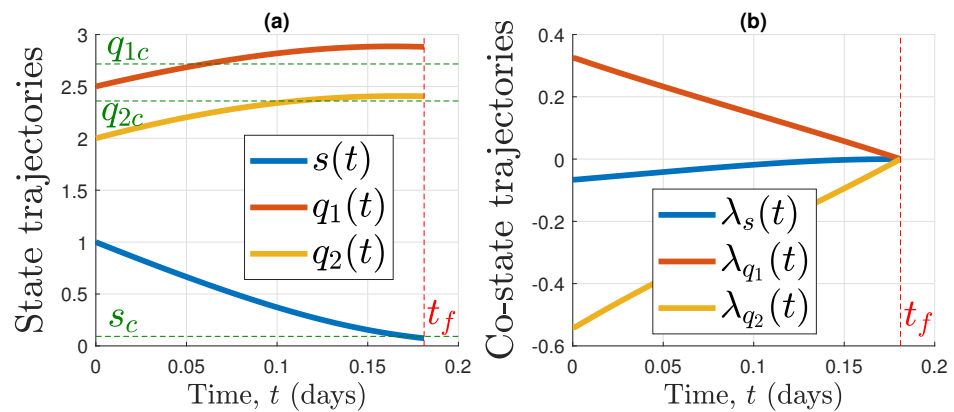 (a)
State trajectories
3
2.5
2
1.5
1
0.5
0
q1c
q2c
sc
s(t)
q1(t)
q2(t)
tf
0 0.05 0.1 0.15 0.2
Time, t (days)
(b)
Co-state trajectories
0.4
0.2
0
-0.2
-0.4
-0.6
λs(t)
λq1(t)
λq2(t)
tf
0 0.05 0.1 0.15 0.2
Time, t (days)